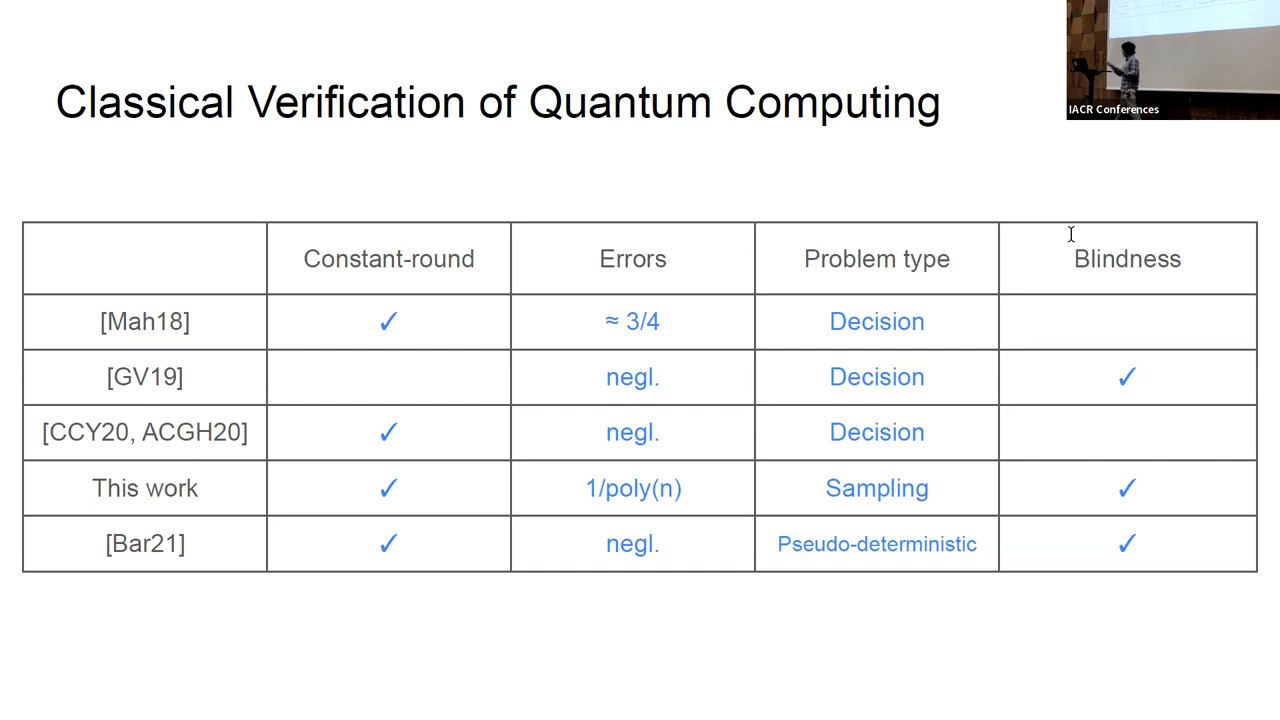 IACR Conferences
Classical Verification of Quantum Computing
Constant-round Errors Problem type Blindness
[Mah18] ✓ ≈ 3/4 Decision
[GV19] negl. Decision ✓
[CCY20, ACGH20] ✓ negl. Decision
This work ✓ 1/poly(n) Sampling ✓
[Bar21] ✓ negl. Pseudo-deterministic ✓